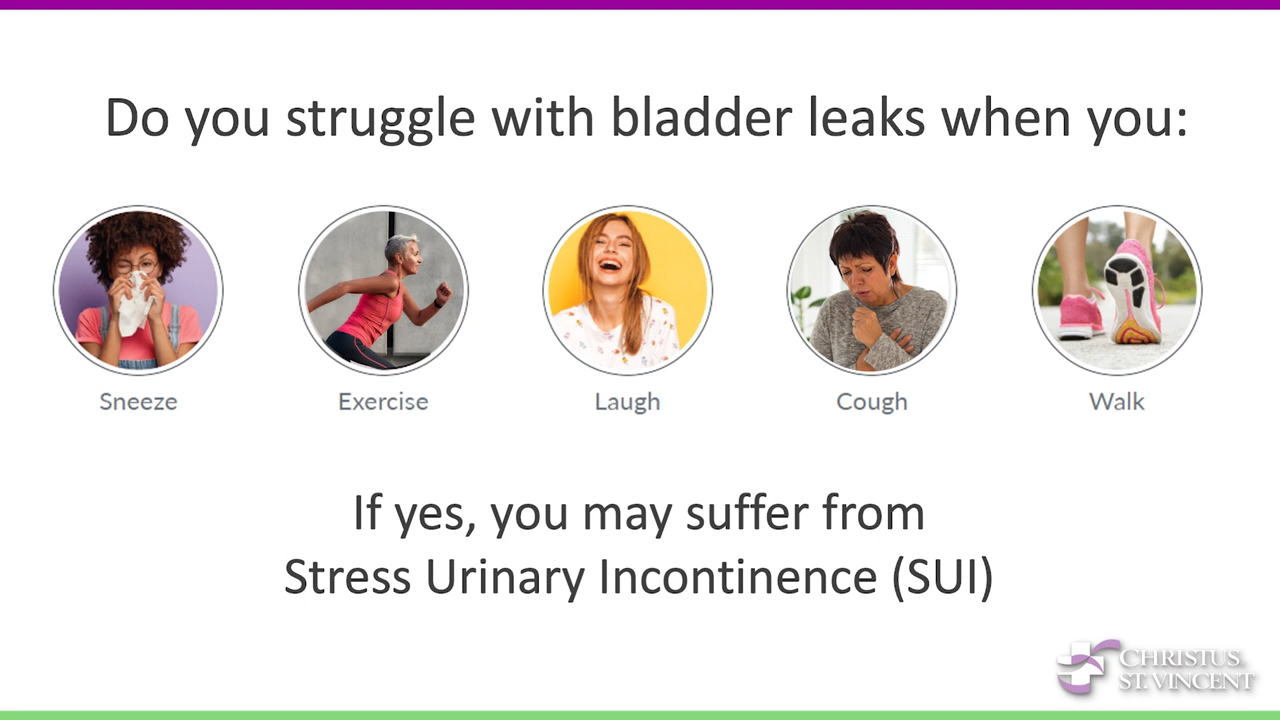 Do you struggle with bladder leaks when you:
Sneeze
Exercise
Laugh
Cough
Walk
If yes, you may suffer from
Stress Urinary Incontinence (SUI)
CHRISTUS
ST. VINCENT